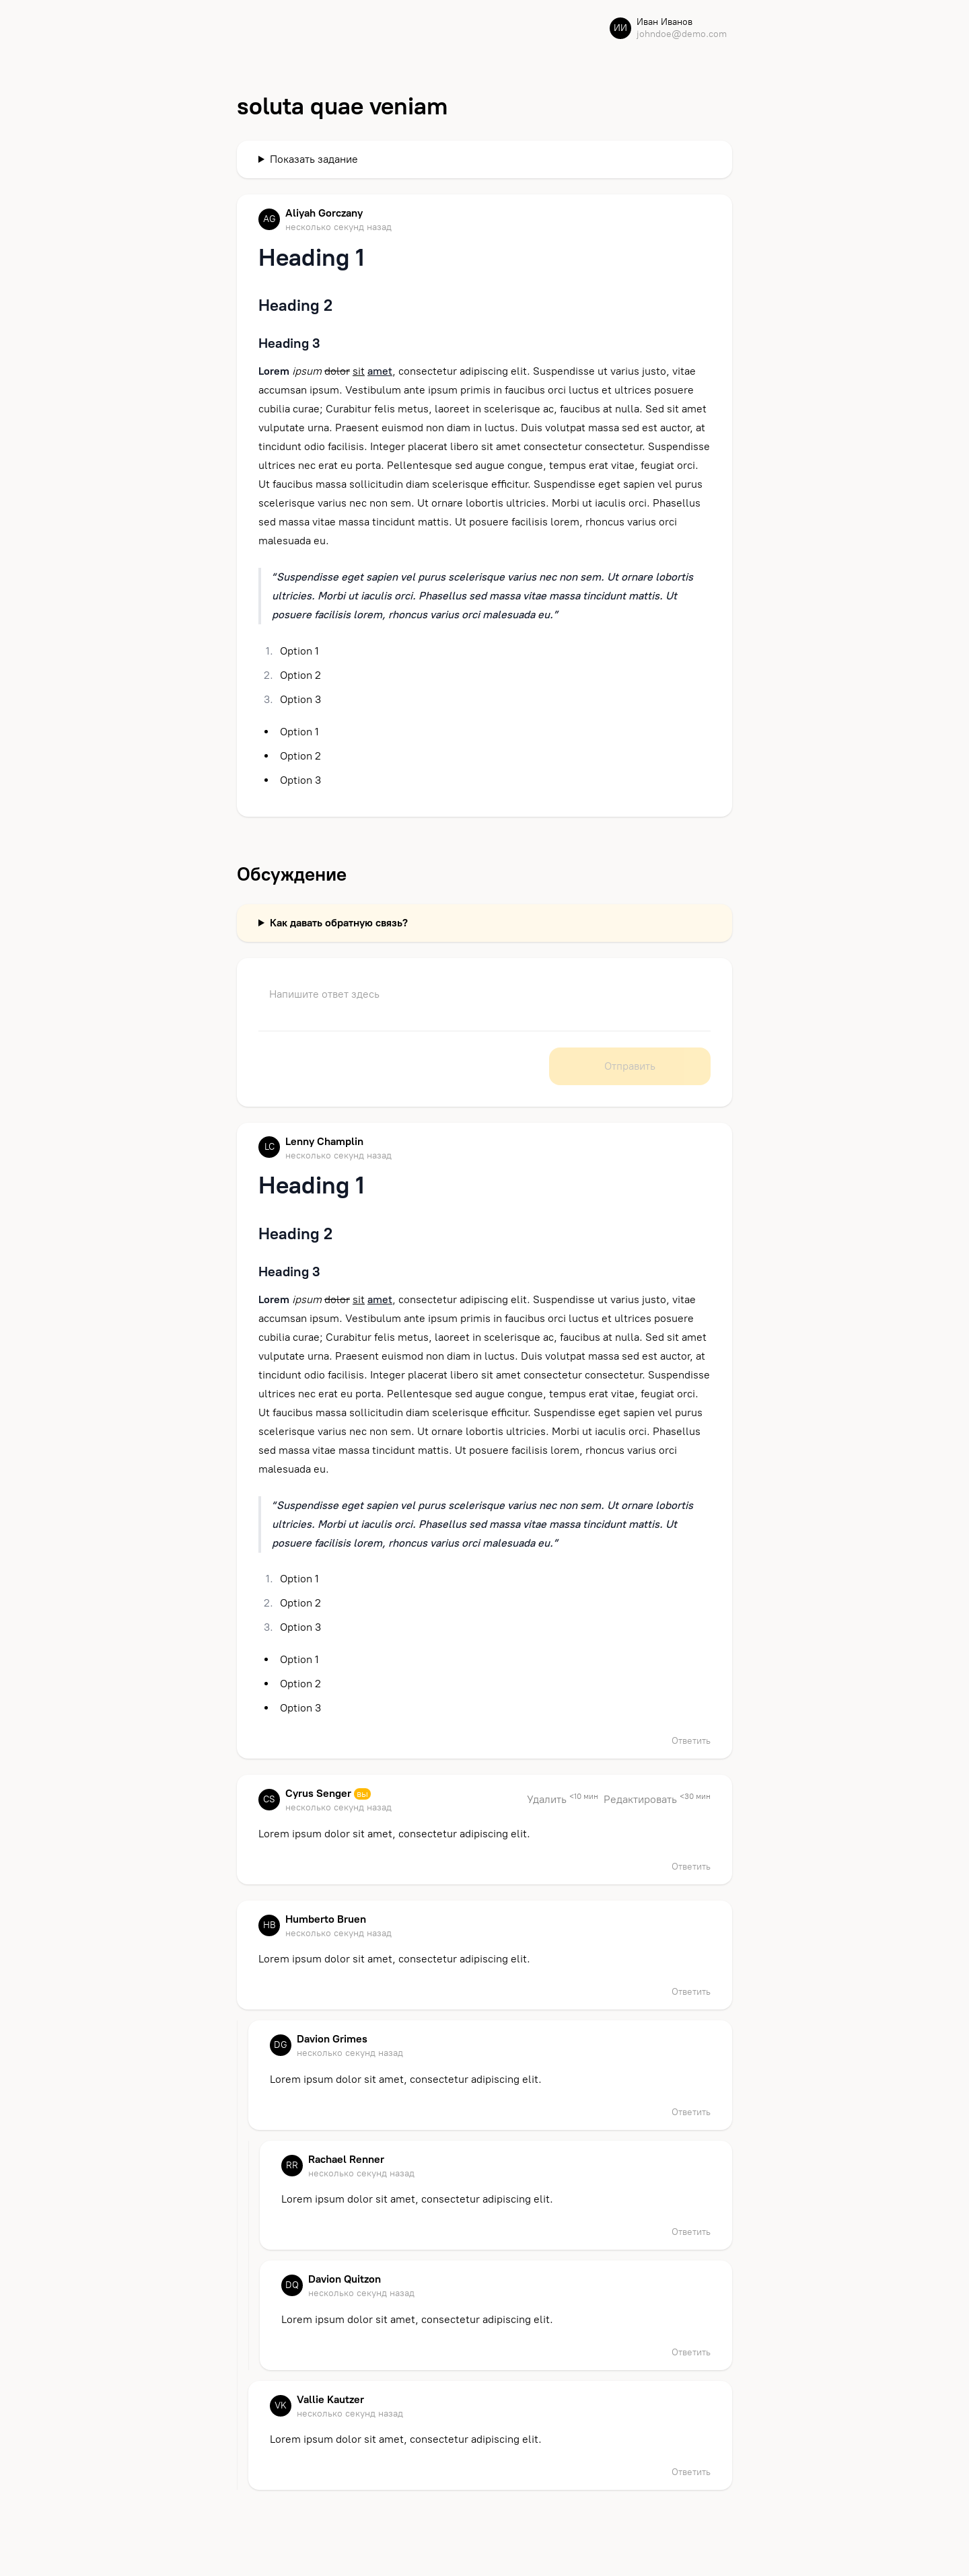 ИИ
Иван Иванов
johndoe@demo.com
soluta quae veniam
Показать задание
AG
Aliyah Gorczany
несколько секунд назад
Heading 1
Heading 2
Heading 3
Lorem ipsum dolor sit amet, consectetur adipiscing elit. Suspendisse ut varius justo, vitae
accumsan ipsum. Vestibulum ante ipsum primis in faucibus orci luctus et ultrices posuere
cubilia curae; Curabitur felis metus, laoreet in scelerisque ac, faucibus at nulla. Sed sit amet
vulputate urna. Praesent euismod non diam in luctus. Duis volutpat massa sed est auctor, at
tincidunt odio facilisis. Integer placerat libero sit amet consectetur consectetur. Suspendisse
ultrices nec erat eu porta. Pellentesque sed augue congue, tempus erat vitae, feugiat orci.
Ut faucibus massa sollicitudin diam scelerisque efficitur. Suspendisse eget sapien vel purus
scelerisque varius nec non sem. Ut ornare lobortis ultricies. Morbi ut iaculis orci. Phasellus
sed massa vitae massa tincidunt mattis. Ut posuere facilisis lorem, rhoncus varius orci
malesuada eu.
“Suspendisse eget sapien vel purus scelerisque varius nec non sem. Ut ornare lobortis
ultricies. Morbi ut iaculis orci. Phasellus sed massa vitae massa tincidunt mattis. Ut
posuere facilisis lorem, rhoncus varius orci malesuada eu.”
1. Option 1
2. Option 2
3. Option 3
• Option 1
• Option 2
• Option 3
Обсуждение
Как давать обратную связь?
Напишите ответ здесь
Отправить
LC
Lenny Champlin
несколько секунд назад
Heading 1
Heading 2
Heading 3
Lorem ipsum dolor sit amet, consectetur adipiscing elit. Suspendisse ut varius justo, vitae
accumsan ipsum. Vestibulum ante ipsum primis in faucibus orci luctus et ultrices posuere
cubilia curae; Curabitur felis metus, laoreet in scelerisque ac, faucibus at nulla. Sed sit amet
vulputate urna. Praesent euismod non diam in luctus. Duis volutpat massa sed est auctor, at
tincidunt odio facilisis. Integer placerat libero sit amet consectetur consectetur. Suspendisse
ultrices nec erat eu porta. Pellentesque sed augue congue, tempus erat vitae, feugiat orci.
Ut faucibus massa sollicitudin diam scelerisque efficitur. Suspendisse eget sapien vel purus
scelerisque varius nec non sem. Ut ornare lobortis ultricies. Morbi ut iaculis orci. Phasellus
sed massa vitae massa tincidunt mattis. Ut posuere facilisis lorem, rhoncus varius orci
malesuada eu.
“Suspendisse eget sapien vel purus scelerisque varius nec non sem. Ut ornare lobortis
ultricies. Morbi ut iaculis orci. Phasellus sed massa vitae massa tincidunt mattis. Ut
posuere facilisis lorem, rhoncus varius orci malesuada eu.”
1. Option 1
2. Option 2
3. Option 3
• Option 1
• Option 2
• Option 3
Ответить
CS
Cyrus Senger вы
несколько секунд назад
Удалить <10 мин Редактировать <30 мин
Lorem ipsum dolor sit amet, consectetur adipiscing elit.
Ответить
HB
Humberto Bruen
несколько секунд назад
Lorem ipsum dolor sit amet, consectetur adipiscing elit.
Ответить
DG
Davion Grimes
несколько секунд назад
Lorem ipsum dolor sit amet, consectetur adipiscing elit.
Ответить
RR
Rachael Renner
несколько секунд назад
Lorem ipsum dolor sit amet, consectetur adipiscing elit.
Ответить
DQ
Davion Quitzon
несколько секунд назад
Lorem ipsum dolor sit amet, consectetur adipiscing elit.
Ответить
VK
Vallie Kautzer
несколько секунд назад
Lorem ipsum dolor sit amet, consectetur adipiscing elit.
Ответить